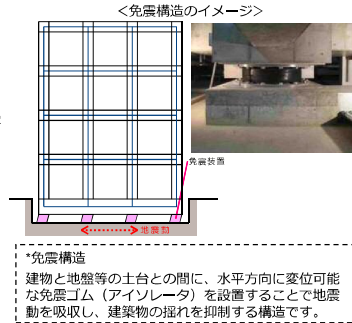 ＜免震構造のイメージ＞
免震装置
地震動
*免震構造
建物と地盤等の土台との間に、水平方向に変位可能
な免震ゴム（アイソレータ）を設置することで地震
動を吸収し、建築物の揺れを抑制する構造です。